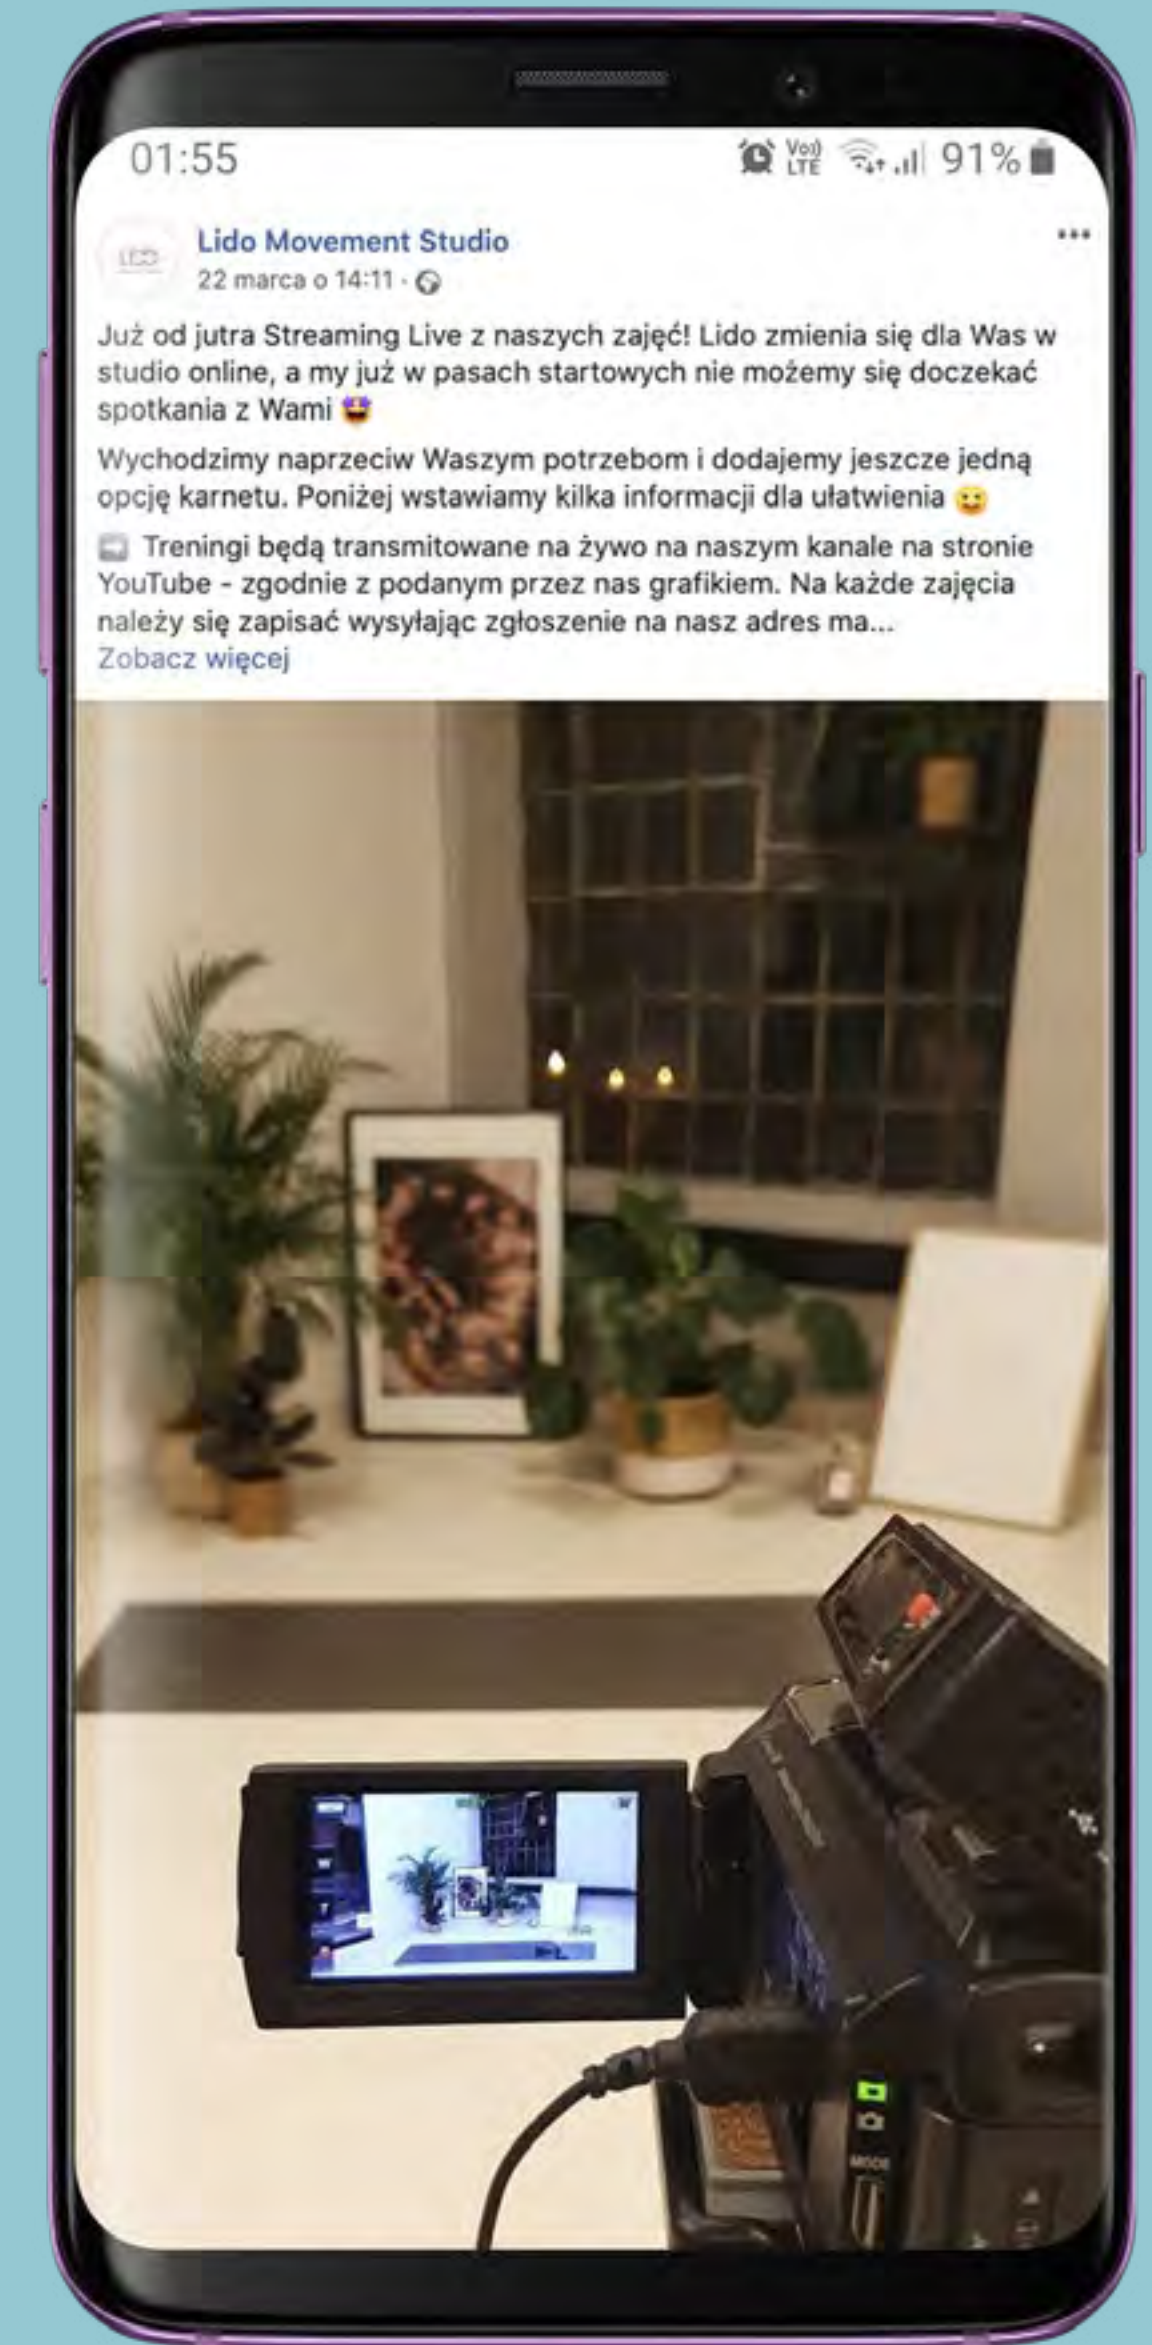 01:55
Vo)) LTE 91%
LIDO
Lido Movement Studio
22 marca o 14:11 ·
Już od jutra Streaming Live z naszych zajęć! Lido zmienia się dla Was w
studio online, a my już w pasach startowych nie możemy się doczekać
spotkania z Wami 🤩
Wychodzimy naprzeciw Waszym potrzebom i dodajemy jeszcze jedną
opcję karnetu. Poniżej wstawiamy kilka informacji dla ułatwienia 🙂
➡️ Treningi będą transmitowane na żywo na naszym kanale na stronie
YouTube - zgodnie z podanym przez nas grafikiem. Na każde zajęcia
należy się zapisać wysyłając zgłoszenie na nasz adres ma...
Zobacz więcej
MODE